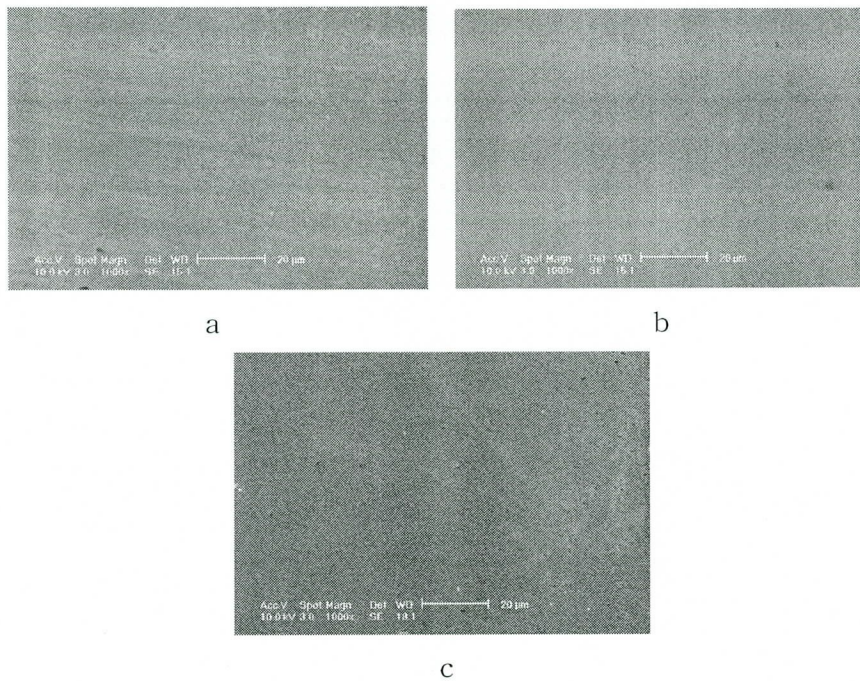 Acc.V Spot Magn Det WD 20 µm
10.0 kV 3.0 1000x SE 15.1
a
Acc.V Spot Magn Det WD 20 µm
10.0 kV 3.0 1000x SE 15.1
b
Acc.V Spot Magn Det WD 20 µm
10.0 kV 3.0 1000x SE 18.1
c